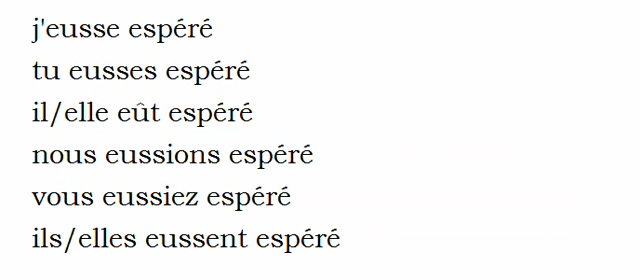 j'eusse espéré
tu eusses espéré
il/elle eût espéré
nous eussions espéré
vous eussiez espéré
ils/elles eussent espéré